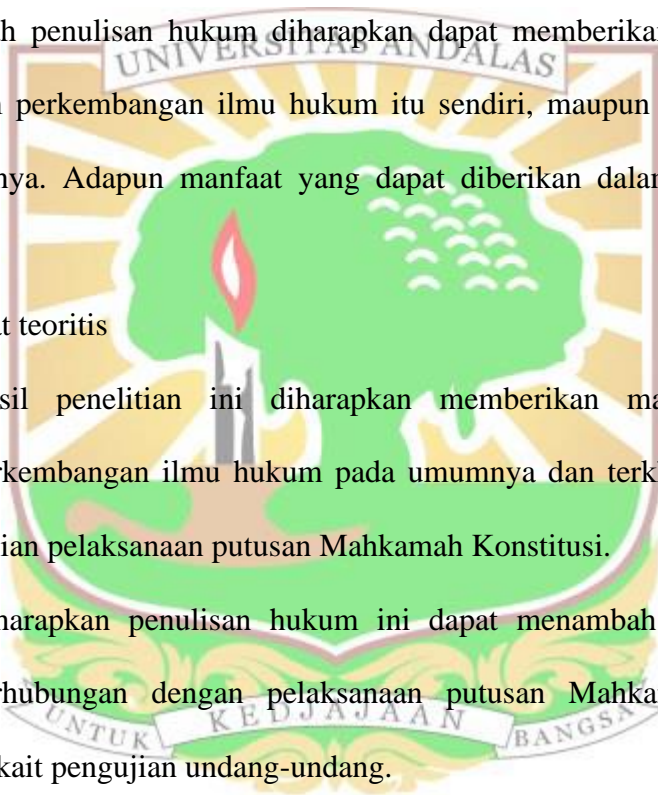 h penulisan hukum diharapkan dapat memberikan
UNIVERSITAS ANDALAS
perkembangan ilmu hukum itu sendiri, maupun
nya. Adapun manfaat yang dapat diberikan dalam
t teoritis
sil penelitian ini diharapkan memberikan ma
rkembangan ilmu hukum pada umumnya dan terk
ian pelaksanaan putusan Mahkamah Konstitusi.
harapkan penulisan hukum ini dapat menambah
rhubungan dengan pelaksanaan putusan Mahka
UNTUK KEDJAJAAN BANGSA
kait pengujian undang-undang.